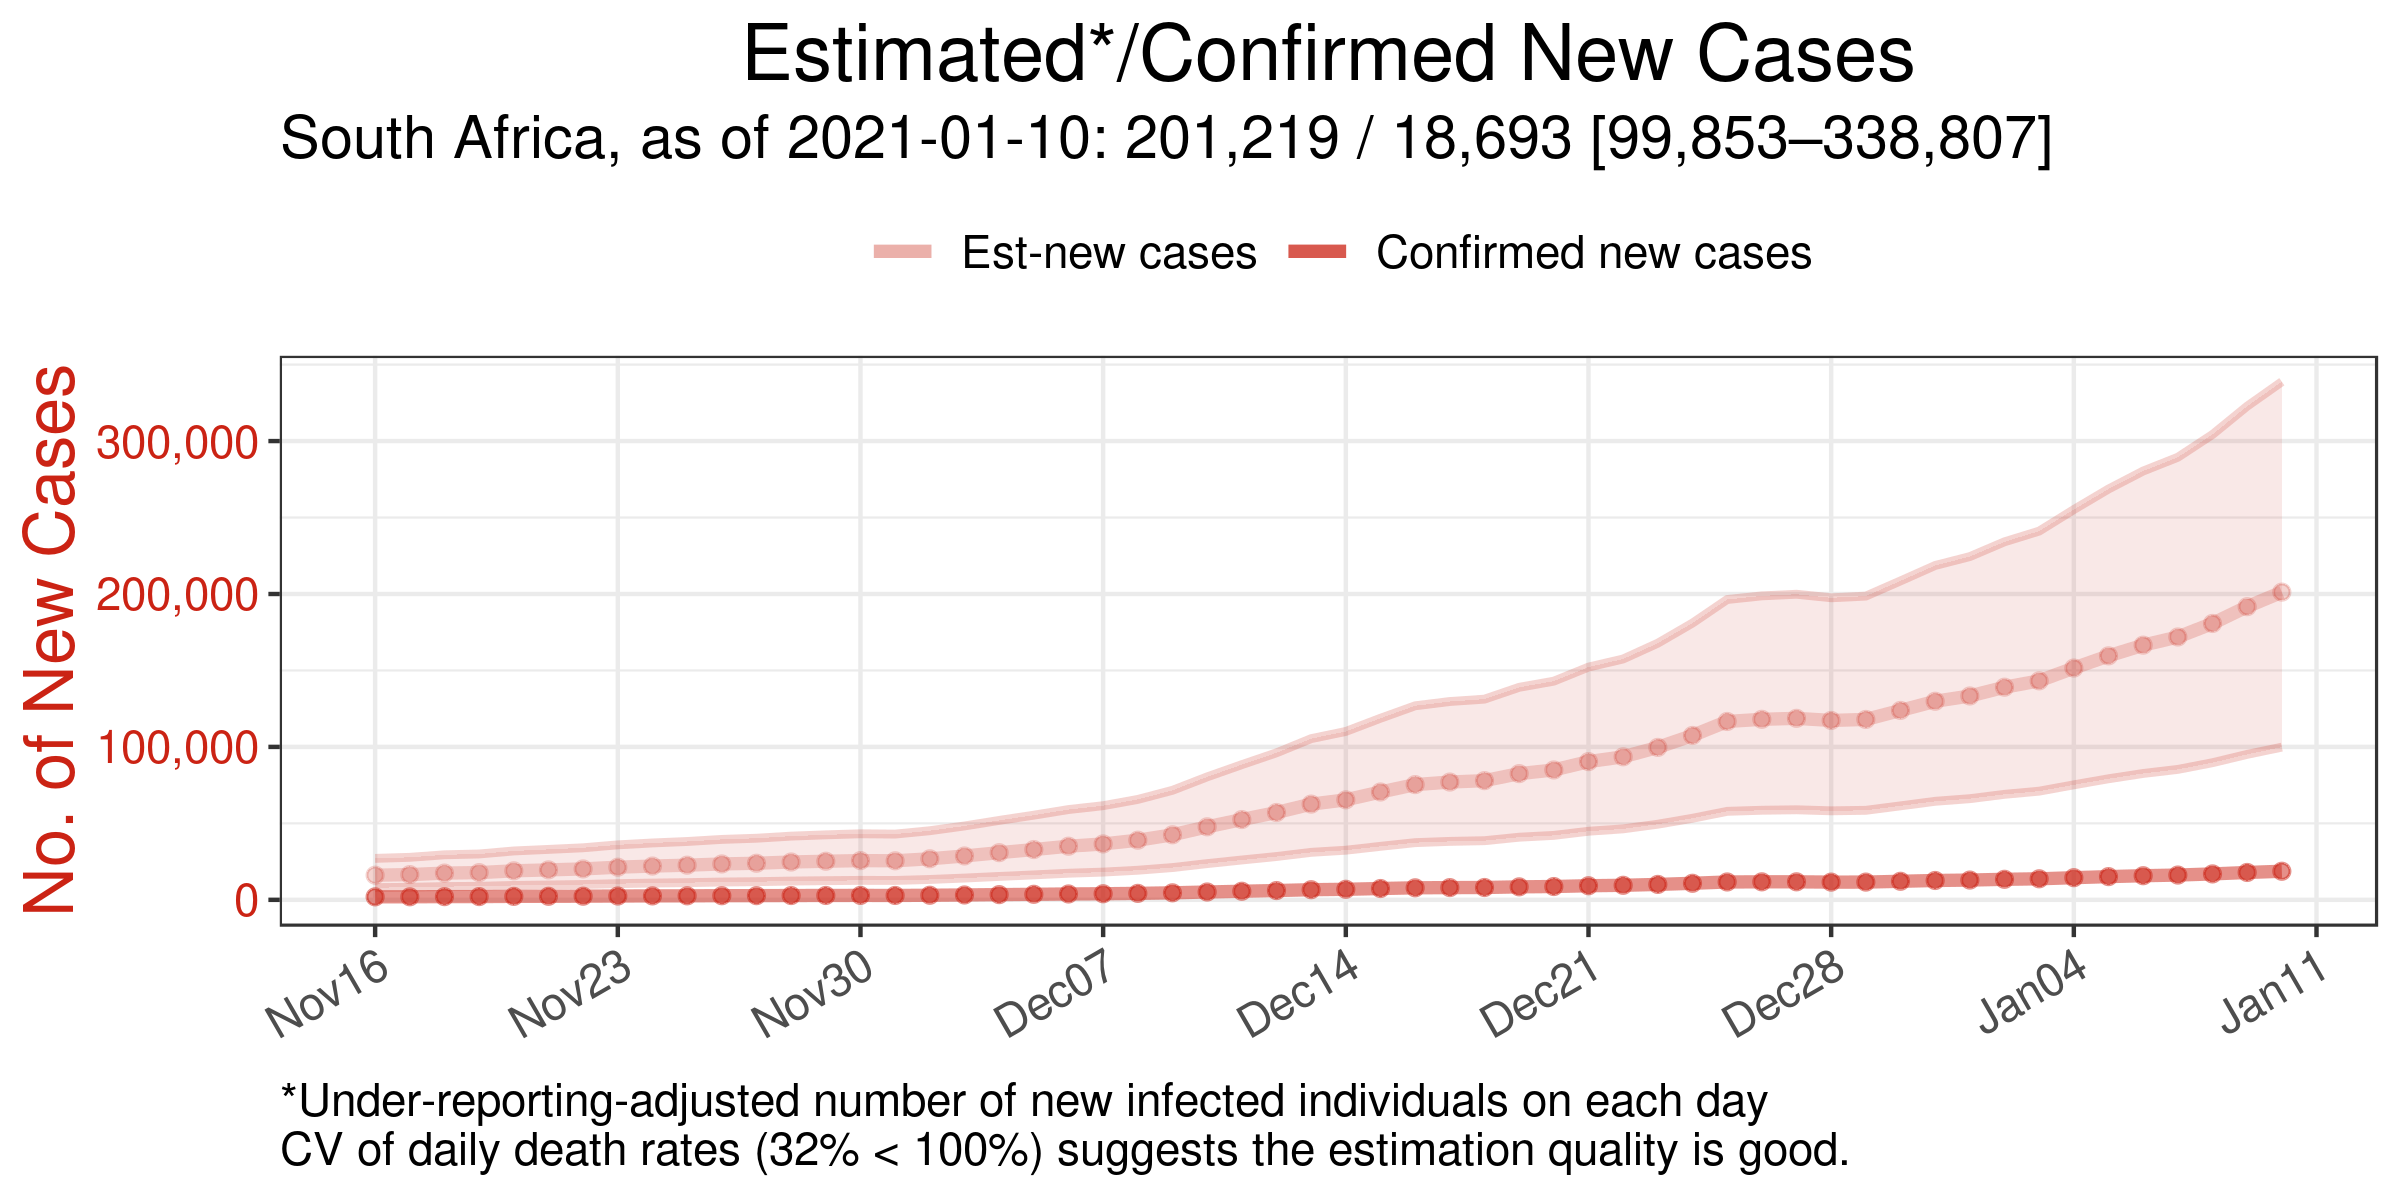 Estimated*/Confirmed New Cases
South Africa, as of 2021-01-10: 201,219 / 18,693 [99,853–338,807]
Est-new cases
Confirmed new cases
No. of New Cases
300,000
200,000
100,000
0
Nov16
Nov23
Nov30
Dec07
Dec14
Dec21
Dec28
Jan04
Jan11
*Under-reporting-adjusted number of new infected individuals on each day
CV of daily death rates (32% < 100%) suggests the estimation quality is good.